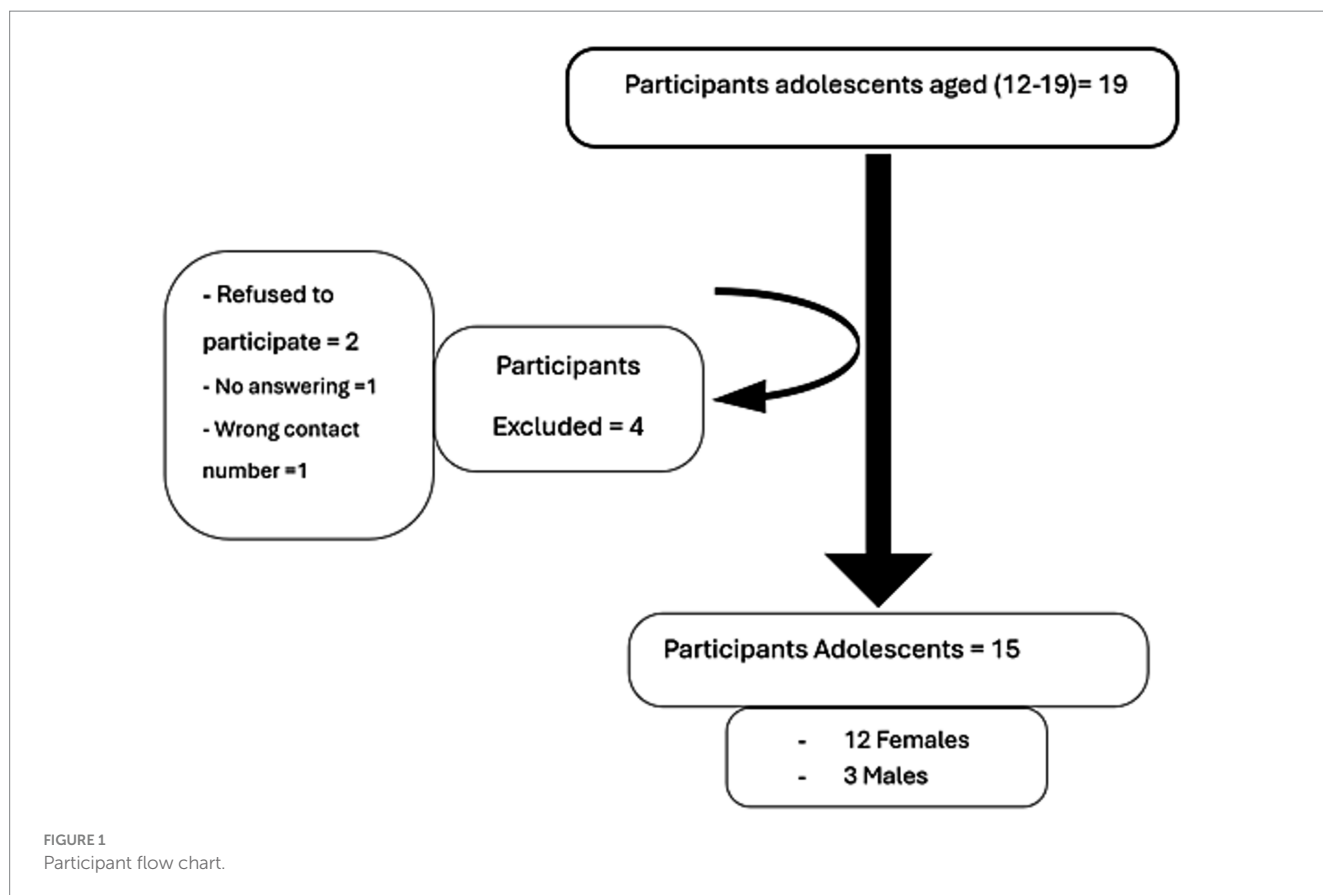 Participants adolescents aged (12-19)= 19
- Refused to
participate = 2
- No answering =1
- Wrong contact
number =1
Participants
Excluded = 4
Participants Adolescents = 15
- 12 Females
- 3 Males
FIGURE 1
Participant flow chart.